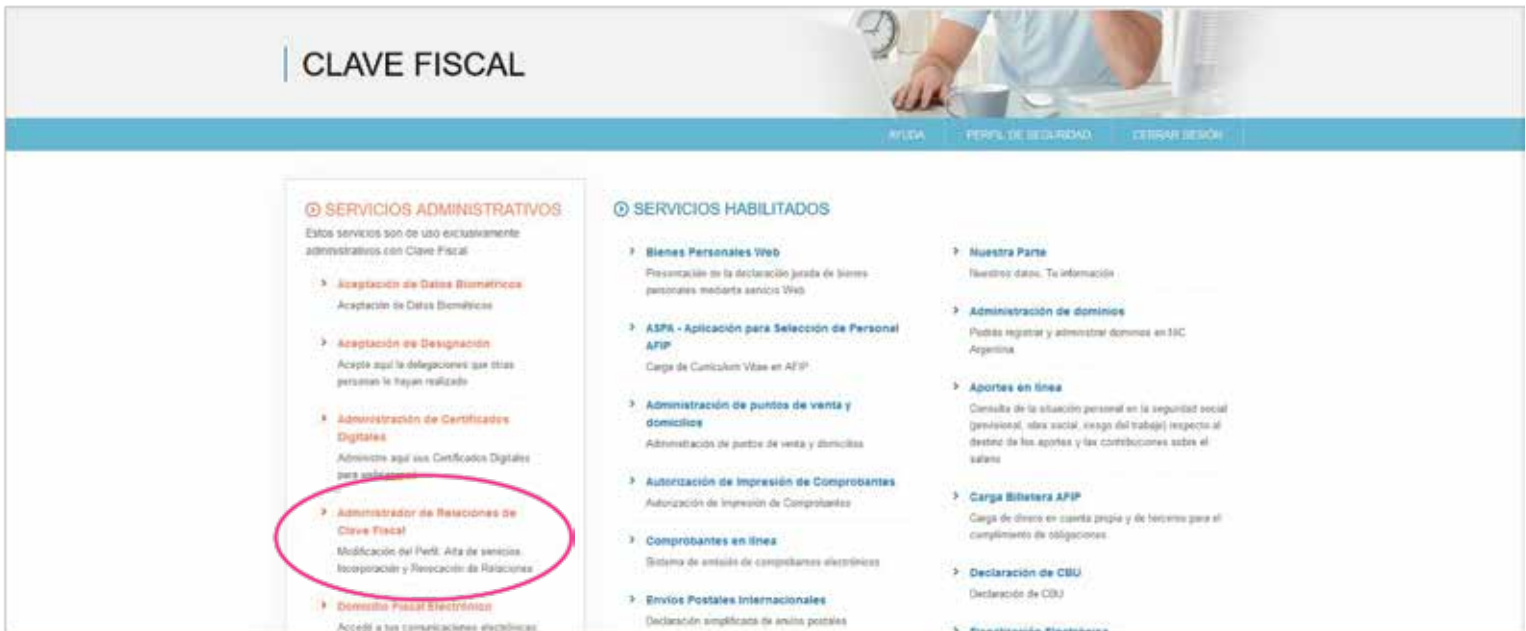 CLAVE FISCAL
AYUDA
PERFIL DE SEGURIDAD
CERRAR SESIÓN
SERVICIOS ADMINISTRATIVOS
Estos servicios son de uso exclusivamente
administrativos con Clave Fiscal
Aceptación de Datos Biométricos
Aceptación de Datos Biométricos
Aceptación de Designación
Acepte aquí la delegaciones que otras
personas le hayan realizado
Administración de Certificados
Digitales
Administre aquí sus Certificados Digitales
para
Administrador de Relaciones de
Clave Fiscal
Modificación del Perfil. Alta de servicios.
Incorporación y Revocación de Relaciones
Domicilio Fiscal Electrónico
Accedé a tus comunicaciones electrónicas
SERVICIOS HABILITADOS
Bienes Personales Web
Presentación de la declaración jurada de bienes
personales mediante servicio Web
ASPA - Aplicación para Selección de Personal
AFIP
Carga de Curriculum Vitae en AFIP
Administración de puntos de venta y
domicilios
Administración de puntos de venta y domicilios
Autorización de Impresión de Comprobantes
Autorización de Impresión de Comprobantes
Comprobantes en línea
Sistema de emisión de comprobantes electrónicos
Envíos Postales Internacionales
Declaración simplificada de envíos postales
Nuestra Parte
Nuestros datos, Tu información
Administración de dominios
Podrás registrar y administrar dominios en NIC
Argentina
Aportes en línea
Consulta de la situación personal en la seguridad social
(previsional, obra social, riesgo del trabajo) respecto al
destino de los aportes y las contribuciones sobre el
salario
Carga Billetera AFIP
Carga de dinero en cuenta propia y de terceros para el
cumplimiento de obligaciones
Declaración de CBU
Declaración de CBU